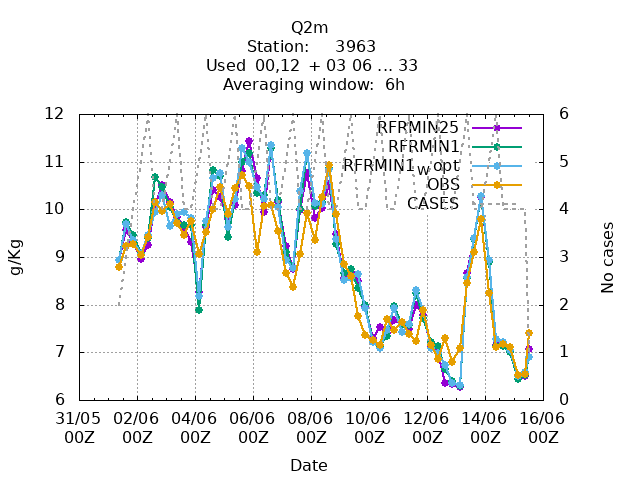 Q2m
Station: 3963
Used 00,12 + 03 06 ... 33
Averaging window: 6h
12
11
10
9
8
7
6
g/Kg
6
5
4
3
2
1
0
No cases
RFRMIN25
RFRMIN1
RFRMIN1_w opt
OBS
CASES
31/05 02/06 04/06 06/06 08/06 10/06 12/06 14/06 16/06
00Z 00Z 00Z 00Z 00Z 00Z 00Z 00Z 00Z
Date